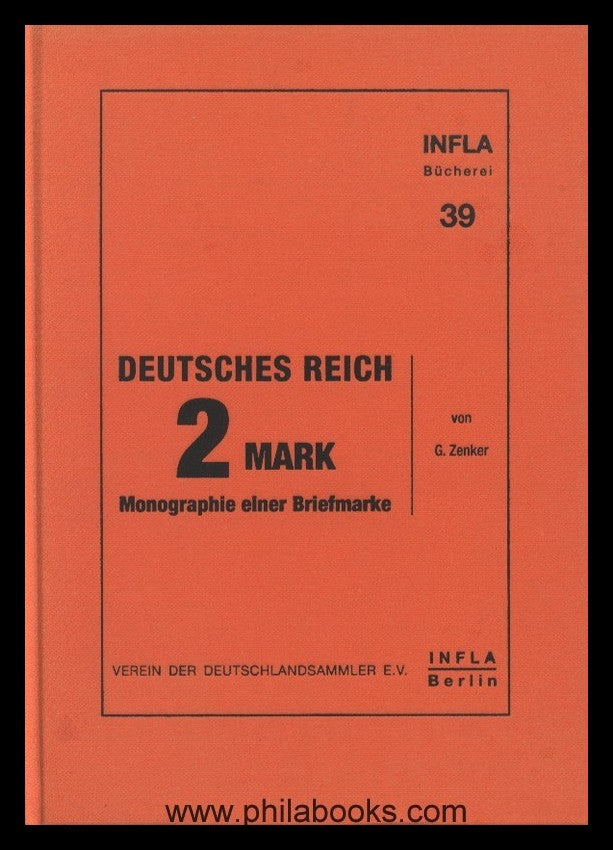 INFLA
Bücherei
39
DEUTSCHES REICH
2 MARK
Monographie einer Briefmarke
von
G. Zenker
VEREIN DER DEUTSCHLANDSAMMLER E.V.
INFLA
Berlin
www.philabooks.com